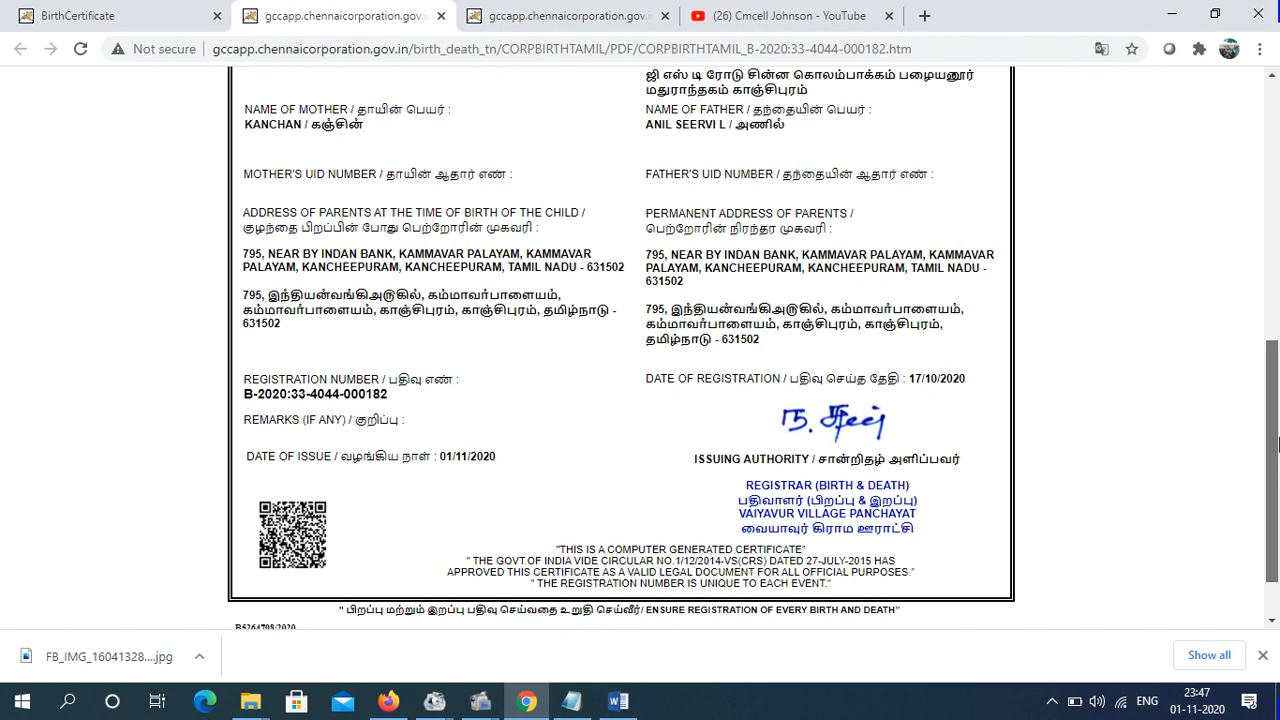 BirthCertificate
gccapp.chennaicorporation.gov.in
gccapp.chennaicorporation.gov.in
(26) Cmcell Johnson - YouTube
Not secure
gccapp.chennaicorporation.gov.in/birth_death_tn/CORPBIRTHTAMIL/PDF/CORPBIRTHTAMIL_B-2020:33-4044-000182.htm
ஜி எஸ் டி ரோடு சின்ன கொலம்பாக்கம் பழையனூர்
மதுராந்தகம் காஞ்சிபுரம்
NAME OF MOTHER / தாயின் பெயர் :
KANCHAN / கஞ்சின்
NAME OF FATHER / தந்தையின் பெயர் :
ANIL SEERVI L / அணில்
MOTHER'S UID NUMBER / தாயின் ஆதார் எண் :
FATHER'S UID NUMBER / தந்தையின் ஆதார் எண் :
ADDRESS OF PARENTS AT THE TIME OF BIRTH OF THE CHILD /
குழந்தை பிறப்பின் போது பெற்றோரின் முகவரி :
795, NEAR BY INDAN BANK, KAMMAVAR PALAYAM, KAMMAVAR
PALAYAM, KANCHEEPURAM, KANCHEEPURAM, TAMIL NADU - 631502
795, இந்தியன்வங்கிஅருகில், கம்மாவர்பாளையம்,
கம்மாவர்பாளையம், காஞ்சிபுரம், காஞ்சிபுரம், தமிழ்நாடு -
631502
PERMANENT ADDRESS OF PARENTS /
பெற்றோரின் நிரந்தர முகவரி :
795, NEAR BY INDAN BANK, KAMMAVAR PALAYAM, KAMMAVAR
PALAYAM, KANCHEEPURAM, KANCHEEPURAM, TAMIL NADU -
631502
795, இந்தியன்வங்கிஅருகில், கம்மாவர்பாளையம்,
கம்மாவர்பாளையம், காஞ்சிபுரம், காஞ்சிபுரம்,
தமிழ்நாடு - 631502
REGISTRATION NUMBER / பதிவு எண் :
B-2020:33-4044-000182
DATE OF REGISTRATION / பதிவு செய்த தேதி : 17/10/2020
REMARKS (IF ANY) / குறிப்பு :
DATE OF ISSUE / வழங்கிய நாள் : 01/11/2020
ISSUING AUTHORITY / சான்றிதழ் அளிப்பவர்
REGISTRAR (BIRTH & DEATH)
பதிவாளர் (பிறப்பு & இறப்பு)
VAIYAVUR VILLAGE PANCHAYAT
வையாவுர் கிராம ஊராட்சி
"THIS IS A COMPUTER GENERATED CERTIFICATE"
" THE GOVT.OF INDIA VIDE CIRCULAR NO.1/12/2014-VS(CRS) DATED 27-JULY-2015 HAS
APPROVED THIS CERTIFICATE AS A VALID LEGAL DOCUMENT FOR ALL OFFICIAL PURPOSES."
" THE REGISTRATION NUMBER IS UNIQUE TO EACH EVENT."
" பிறப்பு மற்றும் இறப்பு பதிவு செய்வதை உறுதி செய்வீர்/ ENSURE REGISTRATION OF EVERY BIRTH AND DEATH"
B5264708/2020
FB_IMG_16041328....jpg
Show all
ENG
23:47
01-11-2020